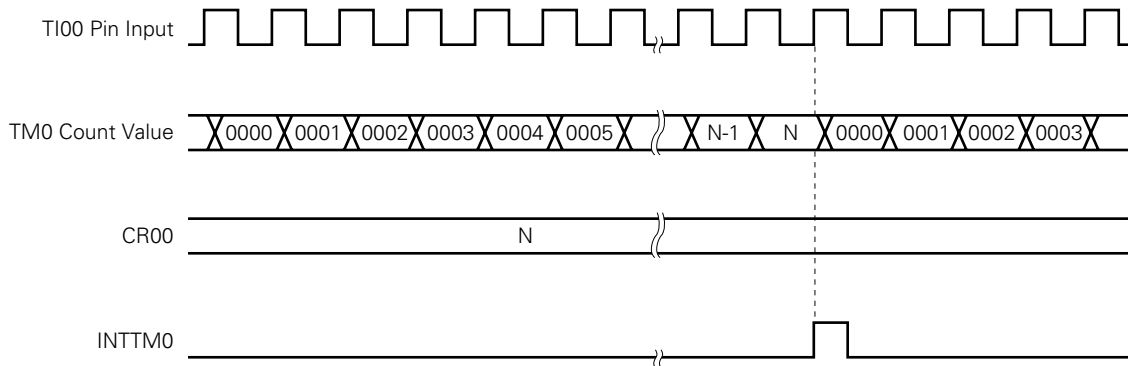 TI00 Pin Input
TM0 Count Value 0000 0001 0002 0003 0004 0005 N-1 N 0000 0001 0002 0003
CR00 N
INTTM0